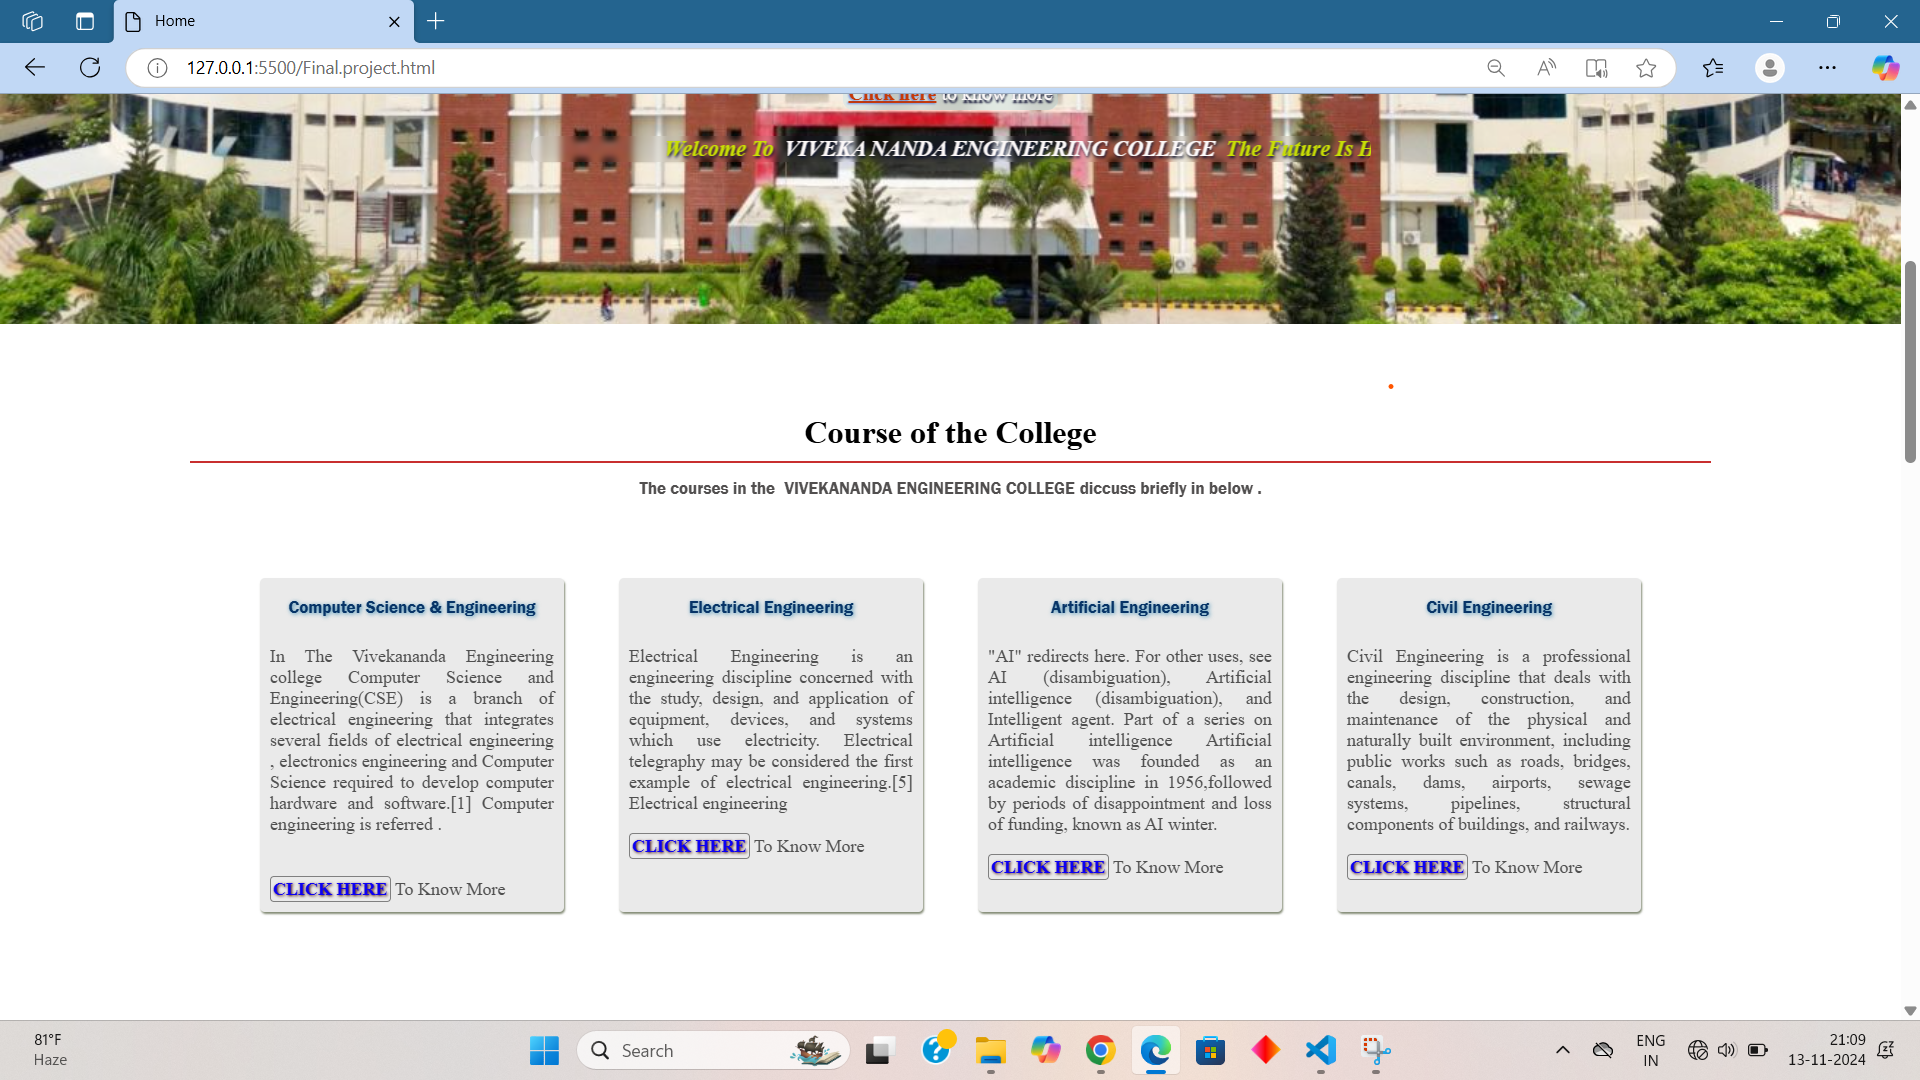 Home
127.0.0.1:5500/Final.project.html
Click here to know more
Welcome To VIVEKA NANDA ENGINEERING COLLEGE The Future Is H
Course of the College
The courses in the VIVEKANANDA ENGINEERING COLLEGE diccuss briefly in below .
Computer Science & Engineering
In The Vivekananda Engineering
college Computer Science and
Engineering(CSE) is a branch of
electrical engineering that integrates
several fields of electrical engineering
, electronics engineering and Computer
Science required to develop computer
hardware and software.[1] Computer
engineering is referred .
CLICK HERE To Know More
Electrical Engineering
Electrical Engineering is an
engineering discipline concerned with
the study, design, and application of
equipment, devices, and systems
which use electricity. Electrical
telegraphy may be considered the first
example of electrical engineering.[5]
Electrical engineering
CLICK HERE To Know More
Artificial Engineering
"AI" redirects here. For other uses, see
AI (disambiguation), Artificial
intelligence (disambiguation), and
Intelligent agent. Part of a series on
Artificial intelligence Artificial
intelligence was founded as an
academic discipline in 1956,followed
by periods of disappointment and loss
of funding, known as AI winter.
CLICK HERE To Know More
Civil Engineering
Civil Engineering is a professional
engineering discipline that deals with
the design, construction, and
maintenance of the physical and
naturally built environment, including
public works such as roads, bridges,
canals, dams, airports, sewage
systems, pipelines, structural
components of buildings, and railways.
CLICK HERE To Know More
81°F
Haze
Search
ENG
IN
21:09
13-11-2024